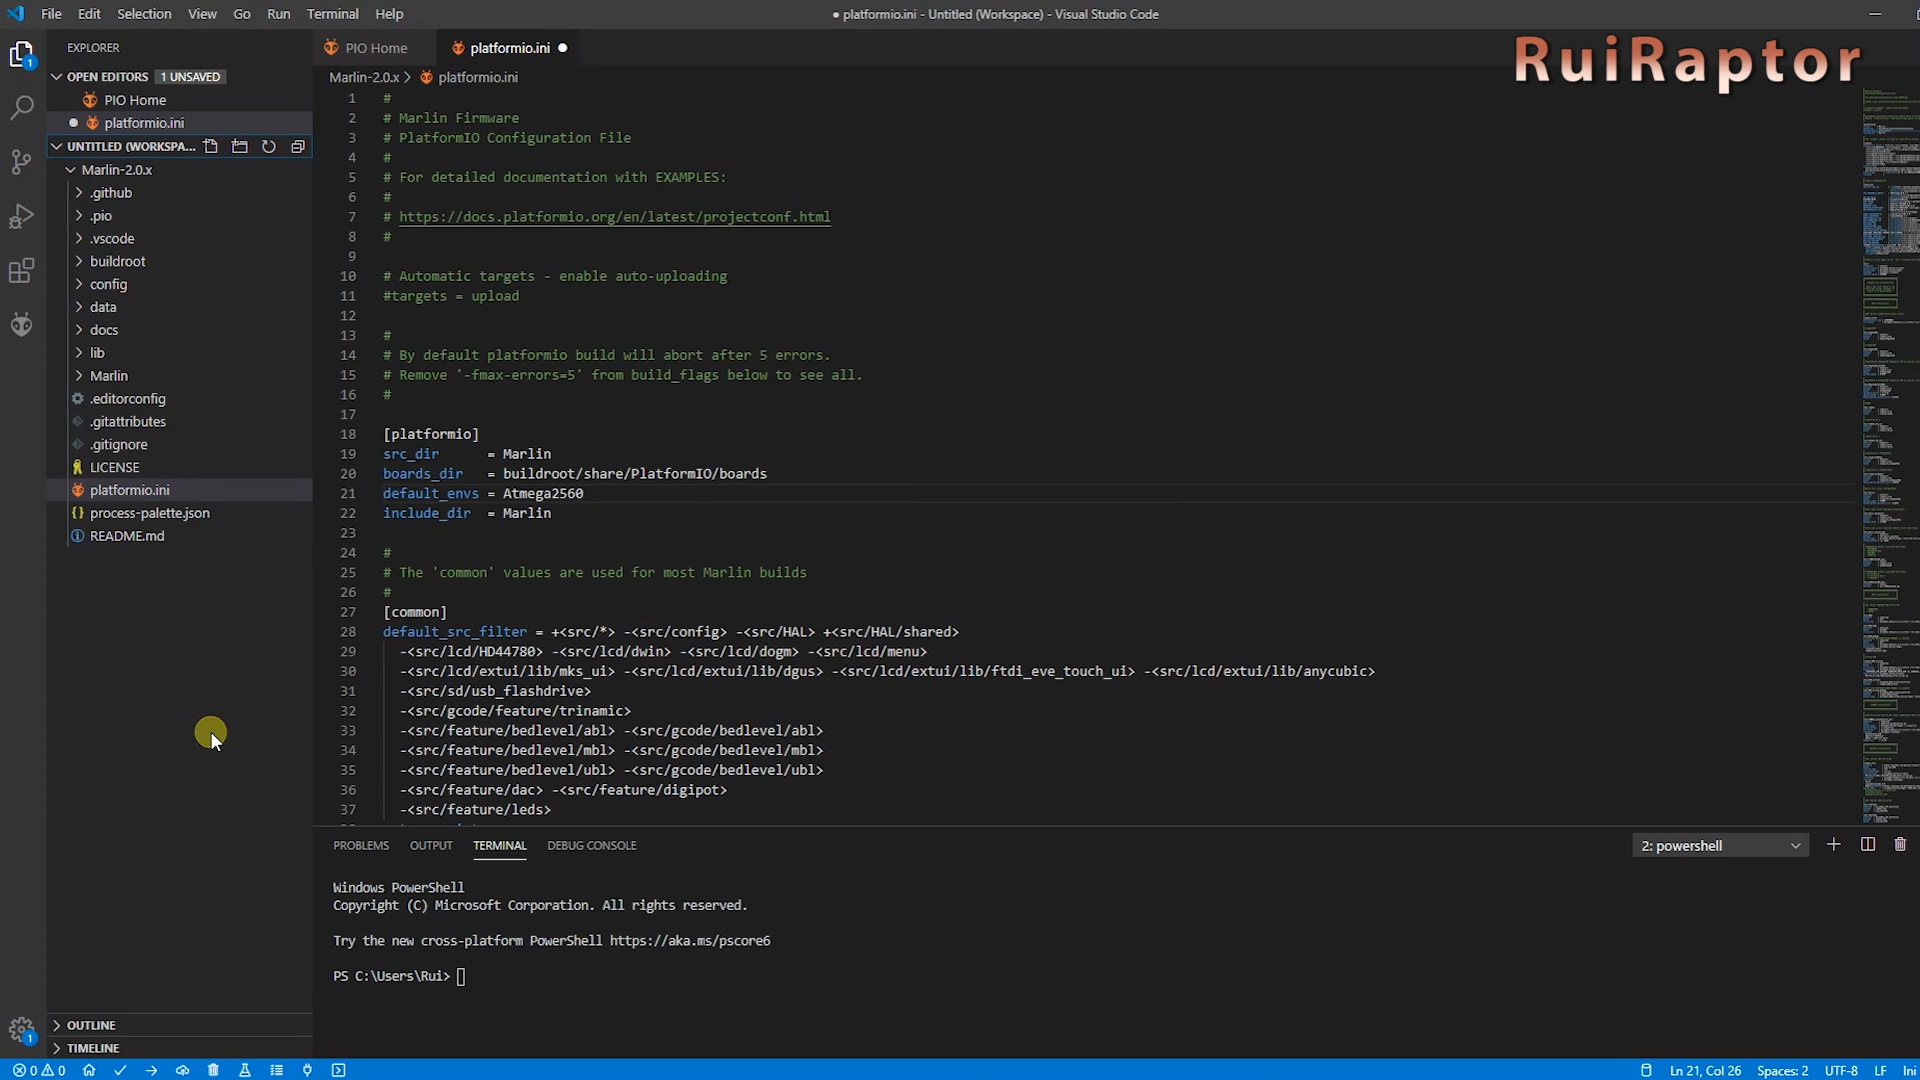 File Edit Selection View Go Run Terminal Help
● platformio.ini - Untitled (Workspace) - Visual Studio Code
RuiRaptor
EXPLORER
OPEN EDITORS 1 UNSAVED
PIO Home
platformio.ini
UNTITLED (WORKSPA...
Marlin-2.0.x
.github
.pio
.vscode
buildroot
config
data
docs
lib
Marlin
.editorconfig
.gitattributes
.gitignore
LICENSE
platformio.ini
process-palette.json
README.md
OUTLINE
TIMELINE
PIO Home platformio.ini
Marlin-2.0.x > platformio.ini
1 #
2 # Marlin Firmware
3 # PlatformIO Configuration File
4 #
5 # For detailed documentation with EXAMPLES:
6 #
7 # https://docs.platformio.org/en/latest/projectconf.html
8 #
9
10 # Automatic targets - enable auto-uploading
11 #targets = upload
12
13 #
14 # By default platformio build will abort after 5 errors.
15 # Remove '-fmax-errors=5' from build_flags below to see all.
16 #
17
18 [platformio]
19 src_dir = Marlin
20 boards_dir = buildroot/share/PlatformIO/boards
21 default_envs = Atmega2560
22 include_dir = Marlin
23
24 #
25 # The 'common' values are used for most Marlin builds
26 #
27 [common]
28 default_src_filter = +<src/*> -<src/config> -<src/HAL> +<src/HAL/shared>
29 -<src/lcd/HD44780> -<src/lcd/dwin> -<src/lcd/dogm> -<src/lcd/menu>
30 -<src/lcd/extui/lib/mks_ui> -<src/lcd/extui/lib/dgus> -<src/lcd/extui/lib/ftdi_eve_touch_ui> -<src/lcd/extui/lib/anycubic>
31 -<src/sd/usb_flashdrive>
32 -<src/gcode/feature/trinamic>
33 -<src/feature/bedlevel/abl> -<src/gcode/bedlevel/abl>
34 -<src/feature/bedlevel/mbl> -<src/gcode/bedlevel/mbl>
35 -<src/feature/bedlevel/ubl> -<src/gcode/bedlevel/ubl>
36 -<src/feature/dac> -<src/feature/digipot>
37 -<src/feature/leds>
PROBLEMS OUTPUT TERMINAL DEBUG CONSOLE 2: powershell
Windows PowerShell
Copyright (C) Microsoft Corporation. All rights reserved.
Try the new cross-platform PowerShell https://aka.ms/pscore6
PS C:\Users\Rui>
0 0 Ln 21, Col 26 Spaces: 2 UTF-8 LF Ini